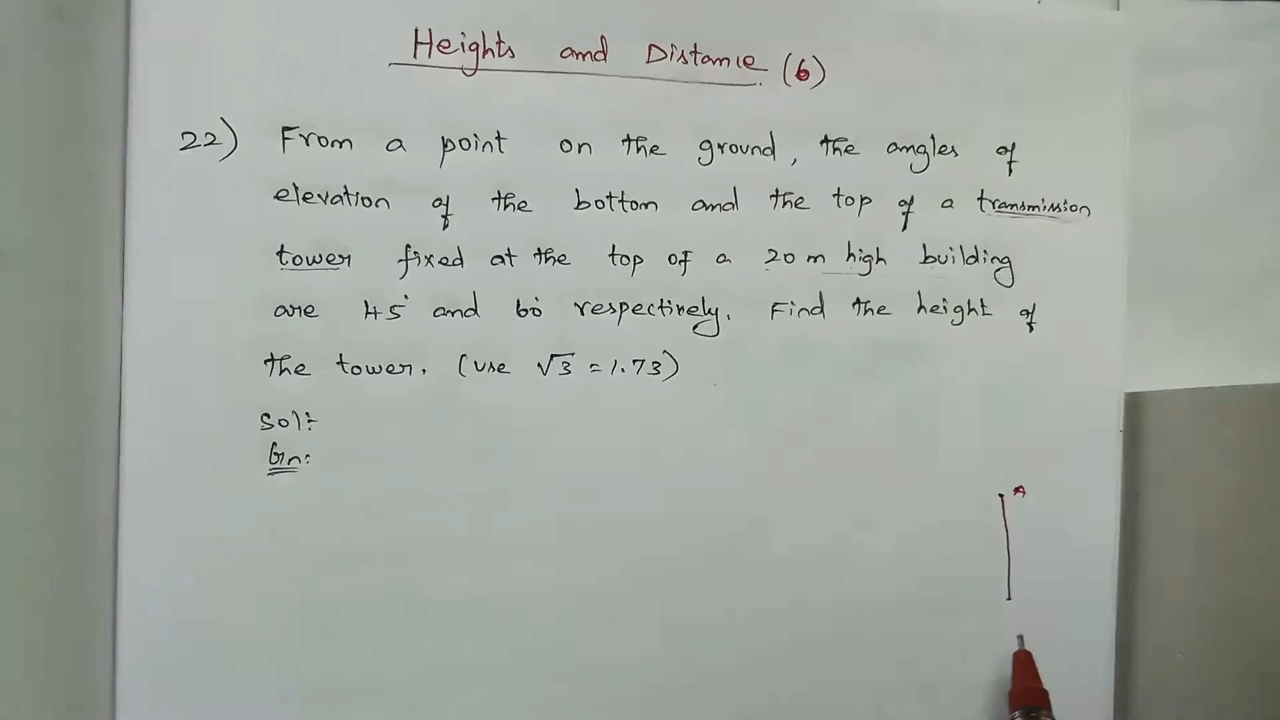 Heights and Distance (6)
22) From a point on the ground, the angles of
elevation of the bottom and the top of a transmission
tower fixed at the top of a 20 m high building
are 45° and 60° respectively. Find the height of
the tower. (use √3 = 1.73)
Sol:-
Gn:
A